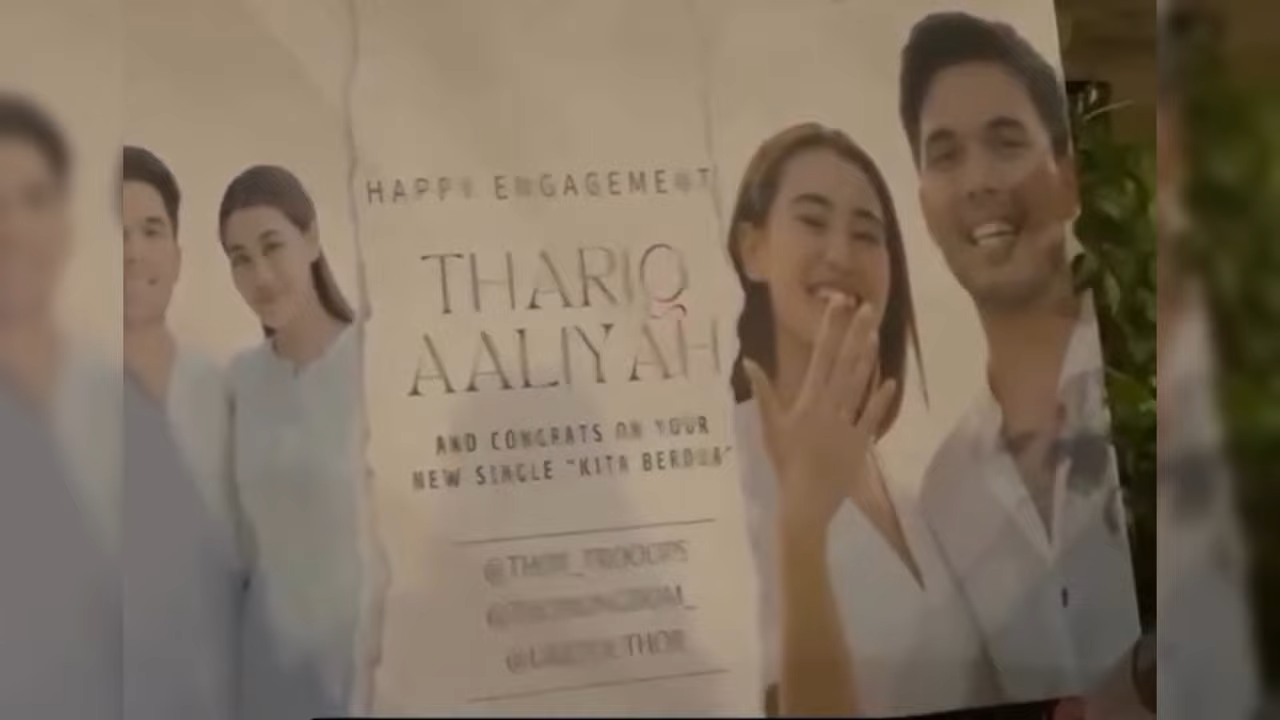 HAPPY ENGAGEMENT
THARIQ
AALIYAH
AND CONGRATS ON YOUR
NEW SINGLE "KITA BERDUA"